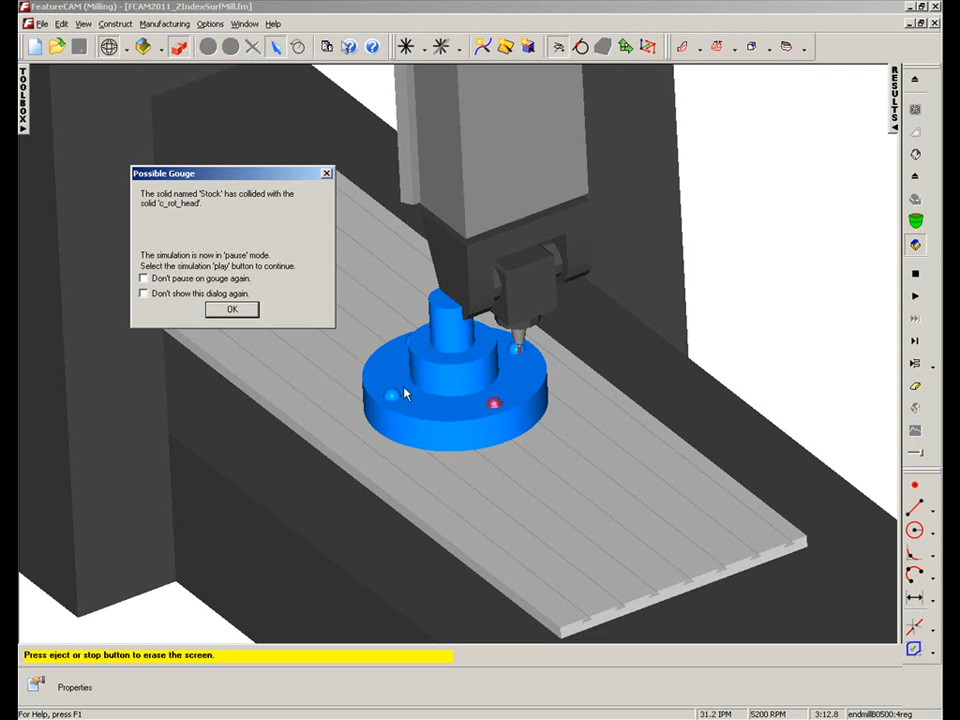 FeatureCAM (Milling) - [FCAM2011_ZIndexSurfMill.fm]
File Edit View Construct Manufacturing Options Window Help
TOOLBOX
RESULTS
Possible Gouge
The solid named 'Stock' has collided with the
solid 'c_rot_head'.
The simulation is now in 'pause' mode.
Select the simulation 'play' button to continue.
Don't pause on gouge again.
Don't show this dialog again.
OK
Press eject or stop button to erase the screen.
Properties
For Help, press F1
31.2 IPM
5200 RPM
3:12.8
endmillB0500:4reg